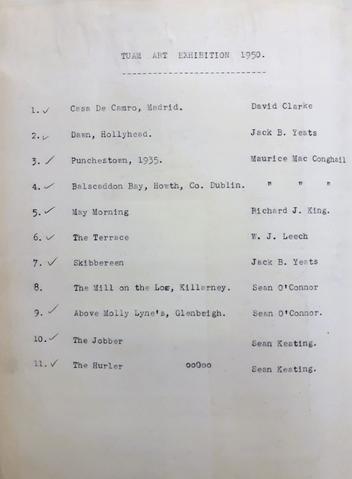 TUAM ART EXHIBITION 1950.
1. ✓ Casa De Camro, Madrid. David Clarke
2. ✓ Dawn, Hollyhead. Jack B. Yeats
3. ✓ Punchestown, 1935. Maurice Mac Conghail
4. ✓ Balscaddon Bay, Howth, Co. Dublin. " " "
5. ✓ May Morning Richard J. King.
6. ✓ The Terrace W. J. Leech
7. ✓ Skibbereen Jack B. Yeats
8. The Mill on the Loe, Killarney. Sean O'Connor
9. ✓ Above Molly Lyne's, Glenbeigh. Sean O'Connor.
10. ✓ The Jobber Sean Keating.
11. ✓ The Hurler ooOoo Sean Keating.